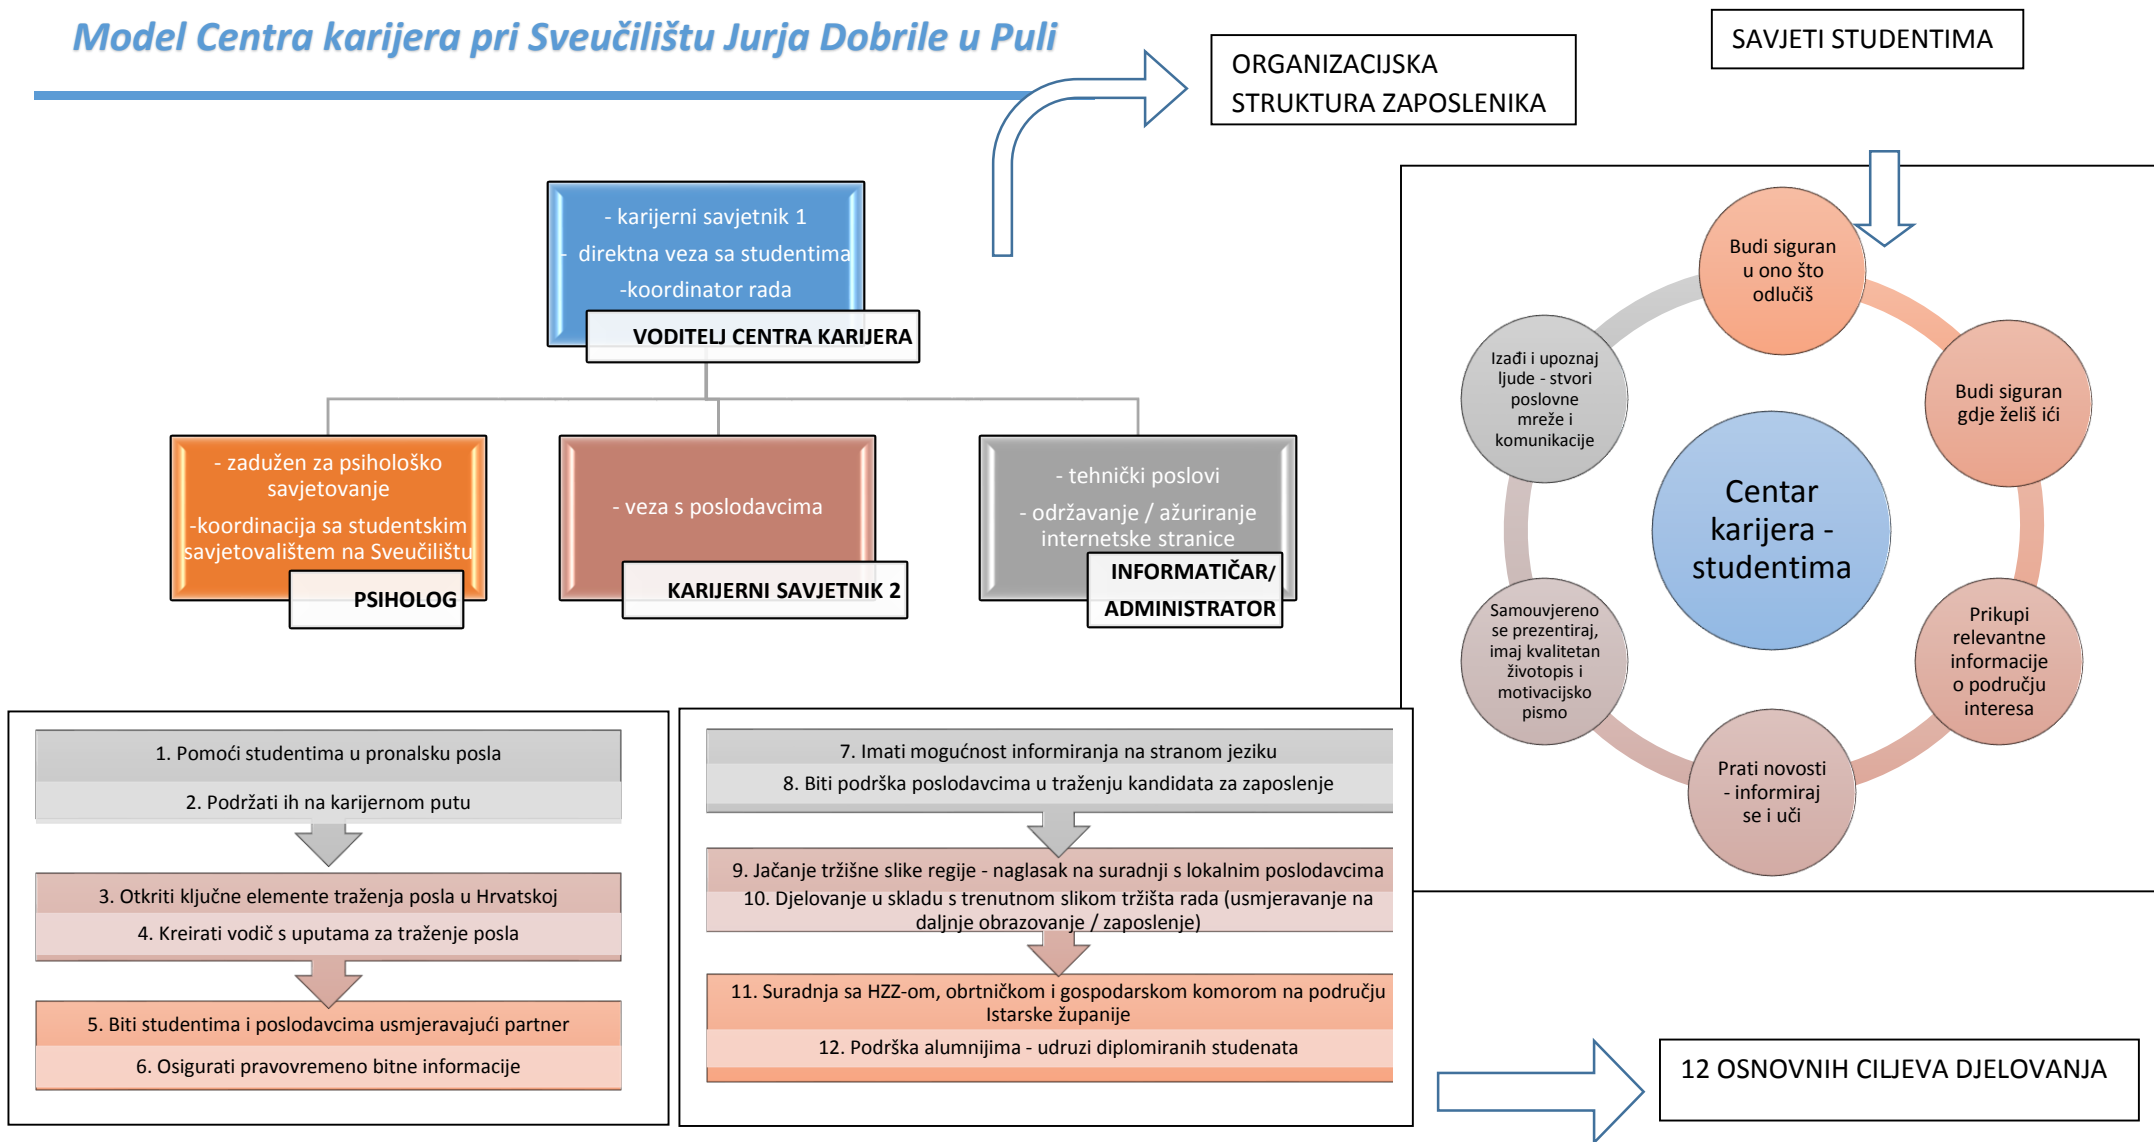 Model Centra karijera pri Sveučilištu Jurja Dobrile u Puli
ORGANIZACIJSKA
STRUKTURA ZAPOSLENIKA
SAVJETI STUDENTIMA
- karijerni savjetnik 1
- direktna veza sa studentima
-koordinator rada
VODITELJ CENTRA KARIJERA
- zadužen za psihološko
savjetovanje
-koordinacija sa studentskim
savjetovalištem na Sveučilištu
PSIHOLOG
- veza s poslodavcima
KARIJERNI SAVJETNIK 2
- tehnički poslovi
- održavanje / ažuriranje
internetske stranice
INFORMATIČAR/
ADMINISTRATOR
Budi siguran
u ono što
odlučiš
Budi siguran
gdje želiš ići
Prikupi
relevantne
informacije
o području
interesa
Prati novosti
- informiraj
se i uči
Samouvjereno
se prezentiraj,
imaj kvalitetan
životopis i
motivacijsko
pismo
Izađi i upoznaj
ljude - stvori
poslovne
mreže i
komunikacije
Centar
karijera -
studentima
1. Pomoći studentima u pronalsku posla
2. Podržati ih na karijernom putu
3. Otkriti ključne elemente traženja posla u Hrvatskoj
4. Kreirati vodič s uputama za traženje posla
5. Biti studentima i poslodavcima usmjeravajući partner
6. Osigurati pravovremeno bitne informacije
7. Imati mogućnost informiranja na stranom jeziku
8. Biti podrška poslodavcima u traženju kandidata za zaposlenje
9. Jačanje tržišne slike regije - naglasak na suradnji s lokalnim poslodavcima
10. Djelovanje u skladu s trenutnom slikom tržišta rada (usmjeravanje na
daljnje obrazovanje / zaposlenje)
11. Suradnja sa HZZ-om, obrtničkom i gospodarskom komorom na području
Istarske županije
12. Podrška alumnijima - udruzi diplomiranih studenata
12 OSNOVNIH CILJEVA DJELOVANJA